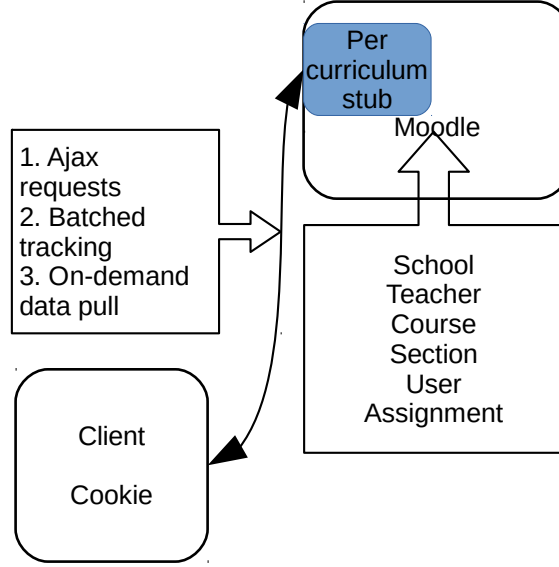 Per
curriculum
stub
Moodle
1. Ajax
requests
2. Batched
tracking
3. On-demand
data pull
School
Teacher
Course
Section
User
Assignment
Client
Cookie